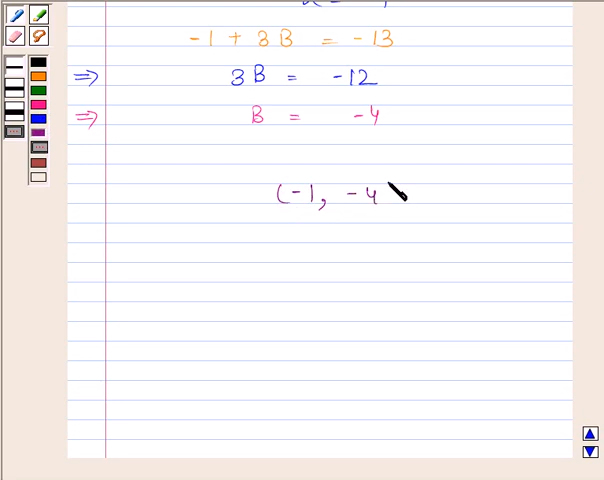 -1 + 3B = -13
⇒ 3B = -12
⇒ B = -4
(-1, -4